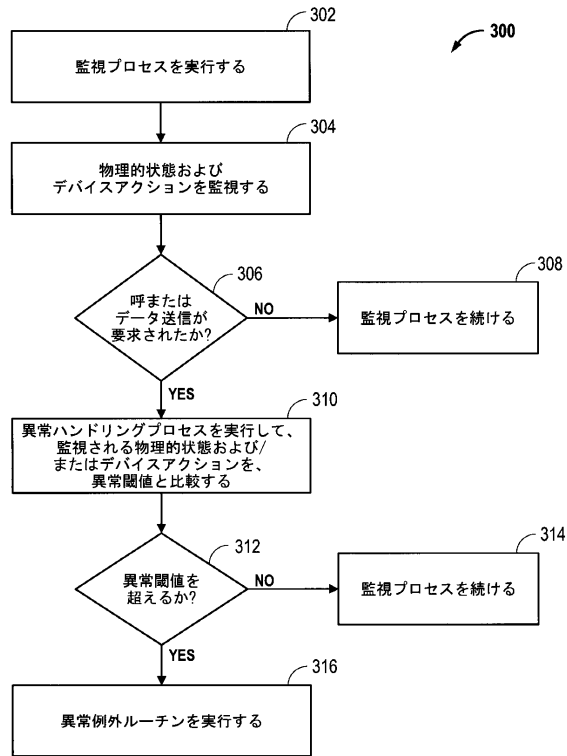 300
302
監視プロセスを実行する
304
物理的状態および
デバイスアクションを監視する
306
呼または
データ送信が
要求されたか?
NO
308
監視プロセスを続ける
YES
310
異常ハンドリングプロセスを実行して、
監視される物理的状態および/
またはデバイスアクションを、
異常閾値と比較する
312
異常閾値を
超えるか?
NO
314
監視プロセスを続ける
YES
316
異常例外ルーチンを実行する